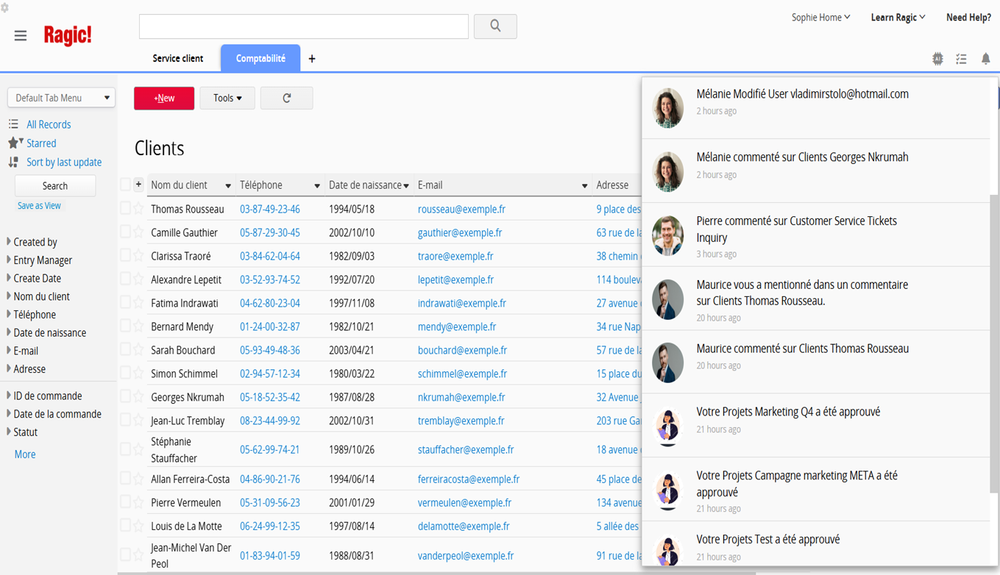 Ragic!
Sophie Home
Learn Ragic
Need Help?
Service client
Comptabilité
+
AI
Default Tab Menu
All Records
Starred
Sort by last update
Search
Save as View
Created by
Entry Manager
Create Date
Nom du client
Téléphone
Date de naissance
E-mail
Adresse
ID de commande
Date de la commande
Statut
More
+New
Tools
Clients
+ Nom du client Téléphone Date de naissance E-mail Adresse
Thomas Rousseau 03-87-49-23-46 1994/05/18 rousseau@exemple.fr 9 place des
Camille Gauthier 05-87-29-30-45 2002/10/10 gauthier@exemple.fr 63 rue de la
Clarissa Traoré 03-84-62-04-64 1982/09/03 traore@exemple.fr 38 chemin
Alexandre Lepetit 03-52-93-74-52 1992/07/20 lepetit@exemple.fr 114 bouleva
Fatima Indrawati 04-62-80-23-04 1997/11/08 indrawati@exemple.fr 27 avenue
Bernard Mendy 01-24-00-32-87 1982/10/21 mendy@exemple.fr 34 rue Nap
Sarah Bouchard 05-93-49-48-36 2003/04/21 bouchard@exemple.fr 57 rue de la
Simon Schimmel 02-94-57-12-34 1980/03/22 schimmel@exemple.fr 15 place du
Georges Nkrumah 05-18-52-35-42 1987/08/28 nkrumah@exemple.fr 32 Avenue
Jean-Luc Tremblay 08-23-44-99-92 2002/10/31 tremblay@exemple.fr 203 rue Ga
Stéphanie
Stauffacher 05-62-99-74-21 1989/10/26 stauffacher@exemple.fr 18 avenue
Allan Ferreira-Costa 04-86-90-21-76 1994/06/14 ferreiracosta@exemple.fr 45 place de
Pierre Vermeulen 05-31-09-56-23 2001/01/29 vermeulen@exemple.fr 134 avenue
Louis de La Motte 06-24-99-12-35 1997/08/14 delamotte@exemple.fr 5 allée des
Jean-Michel Van Der
Peol 01-83-94-01-59 1988/08/31 vanderpeol@exemple.fr 91 rue de la
Mélanie Modifié User vladimirstolo@hotmail.com
2 hours ago
Mélanie commenté sur Clients Georges Nkrumah
2 hours ago
Pierre commenté sur Customer Service Tickets
Inquiry
3 hours ago
Maurice vous a mentionné dans un commentaire
sur Clients Thomas Rousseau.
20 hours ago
Maurice commenté sur Clients Thomas Rousseau
20 hours ago
Votre Projets Marketing Q4 a été approuvé
21 hours ago
Votre Projets Campagne marketing META a été
approuvé
21 hours ago
Votre Projets Test a été approuvé
21 hours ago